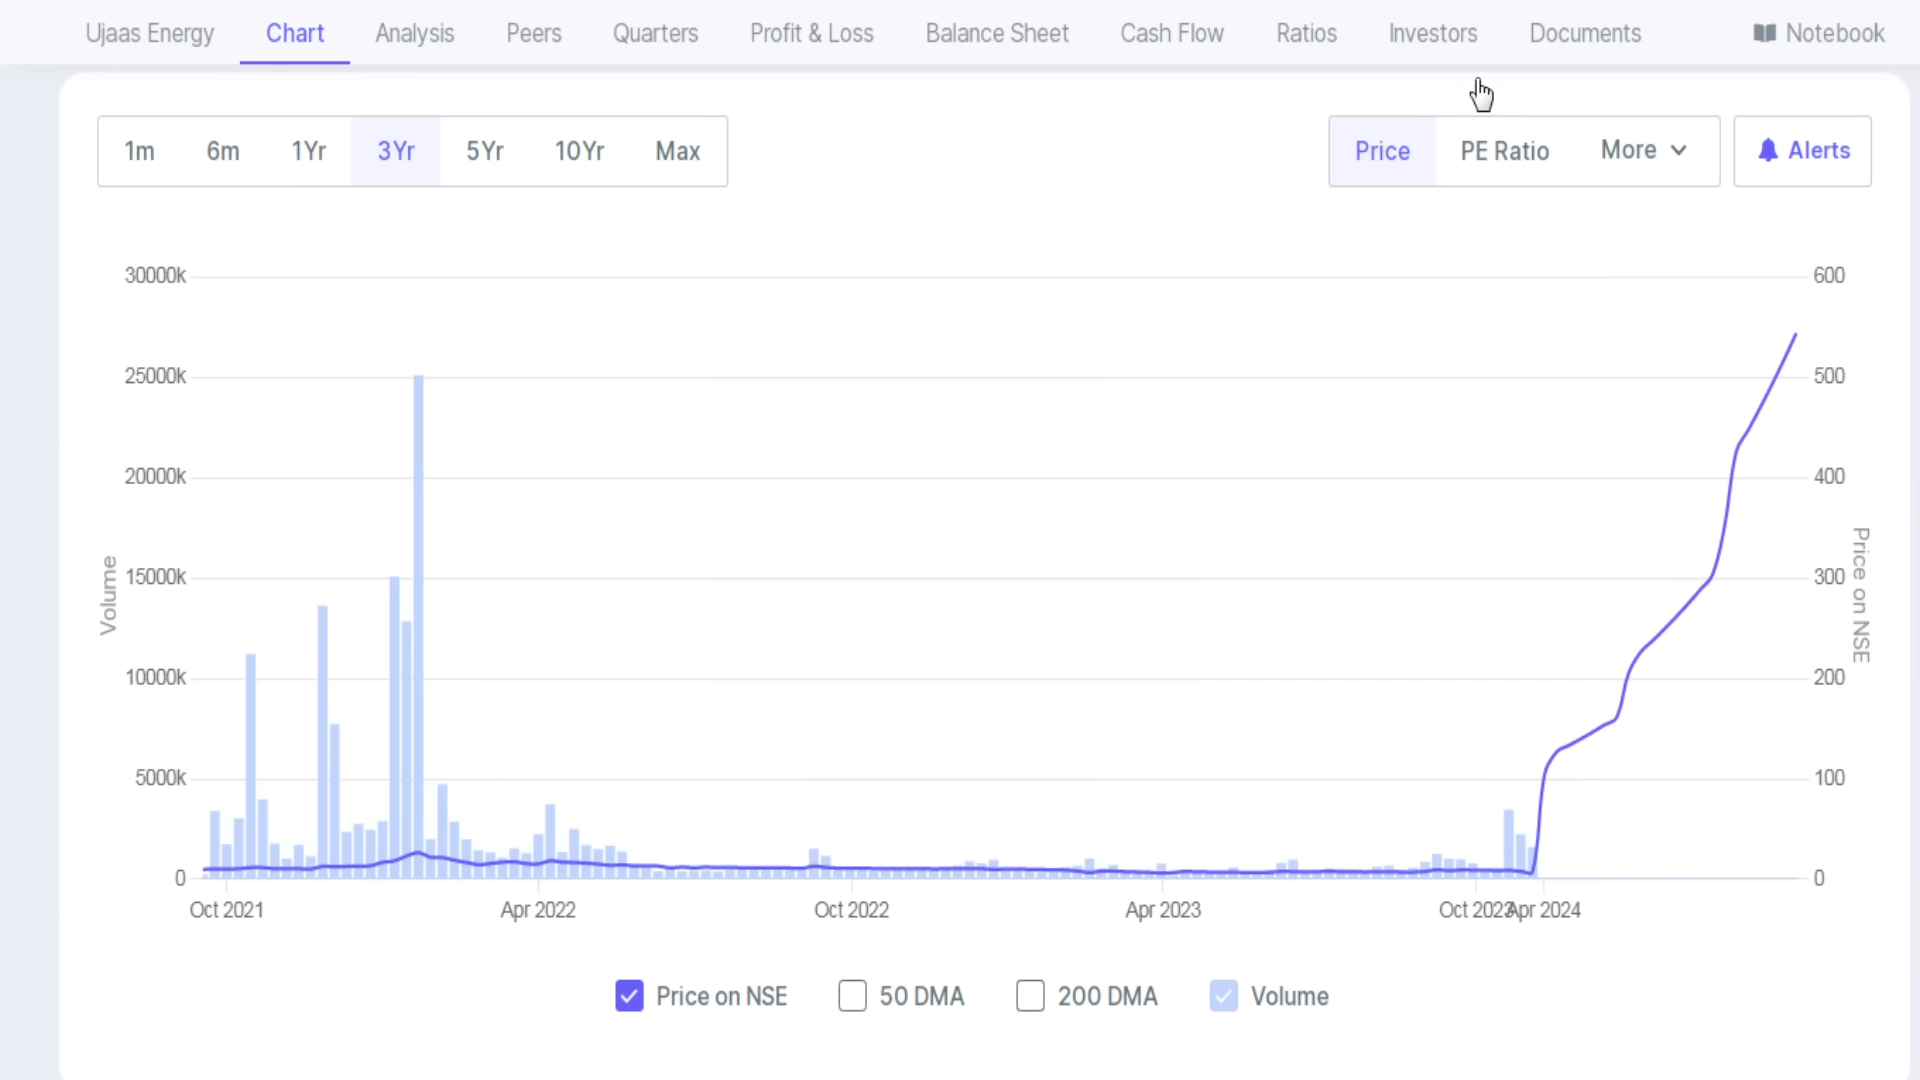 Ujaas Energy Chart Analysis Peers Quarters Profit & Loss Balance Sheet Cash Flow Ratios Investors Documents Notebook
1m 6m 1Yr 3Yr 5Yr 10Yr Max Price PE Ratio More Alerts
30000k 600
25000k 500
20000k 400
15000k 300
10000k 200
5000k 100
0 0
Volume
Price on NSE
Oct 2021 Apr 2022 Oct 2022 Apr 2023 Oct 2023 Apr 2024
Price on NSE 50 DMA 200 DMA Volume